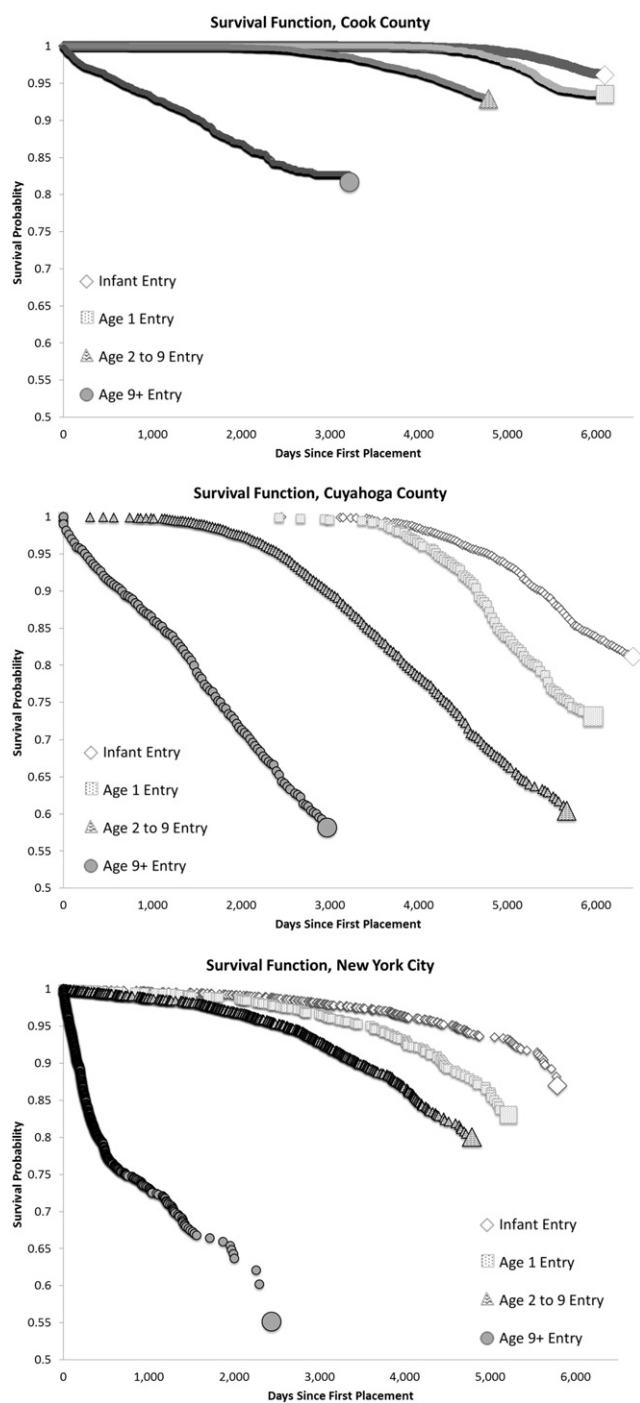 Survival Function, Cook County
1
0.95
0.9
0.85
0.8
0.75
0.7
0.65
0.6
0.55
0.5
Survival Probablity
Infant Entry
Age 1 Entry
Age 2 to 9 Entry
Age 9+ Entry
0 1,000 2,000 3,000 4,000 5,000 6,000
Days Since First Placement
Survival Function, Cuyahoga County
1
0.95
0.9
0.85
0.8
0.75
0.7
0.65
0.6
0.55
0.5
Survival Probablity
Infant Entry
Age 1 Entry
Age 2 to 9 Entry
Age 9+ Entry
0 1,000 2,000 3,000 4,000 5,000 6,000
Days Since First Placement
Survival Function, New York City
1
0.95
0.9
0.85
0.8
0.75
0.7
0.65
0.6
0.55
0.5
Survival Probablity
Infant Entry
Age 1 Entry
Age 2 to 9 Entry
Age 9+ Entry
0 1,000 2,000 3,000 4,000 5,000 6,000
Days Since First Placement